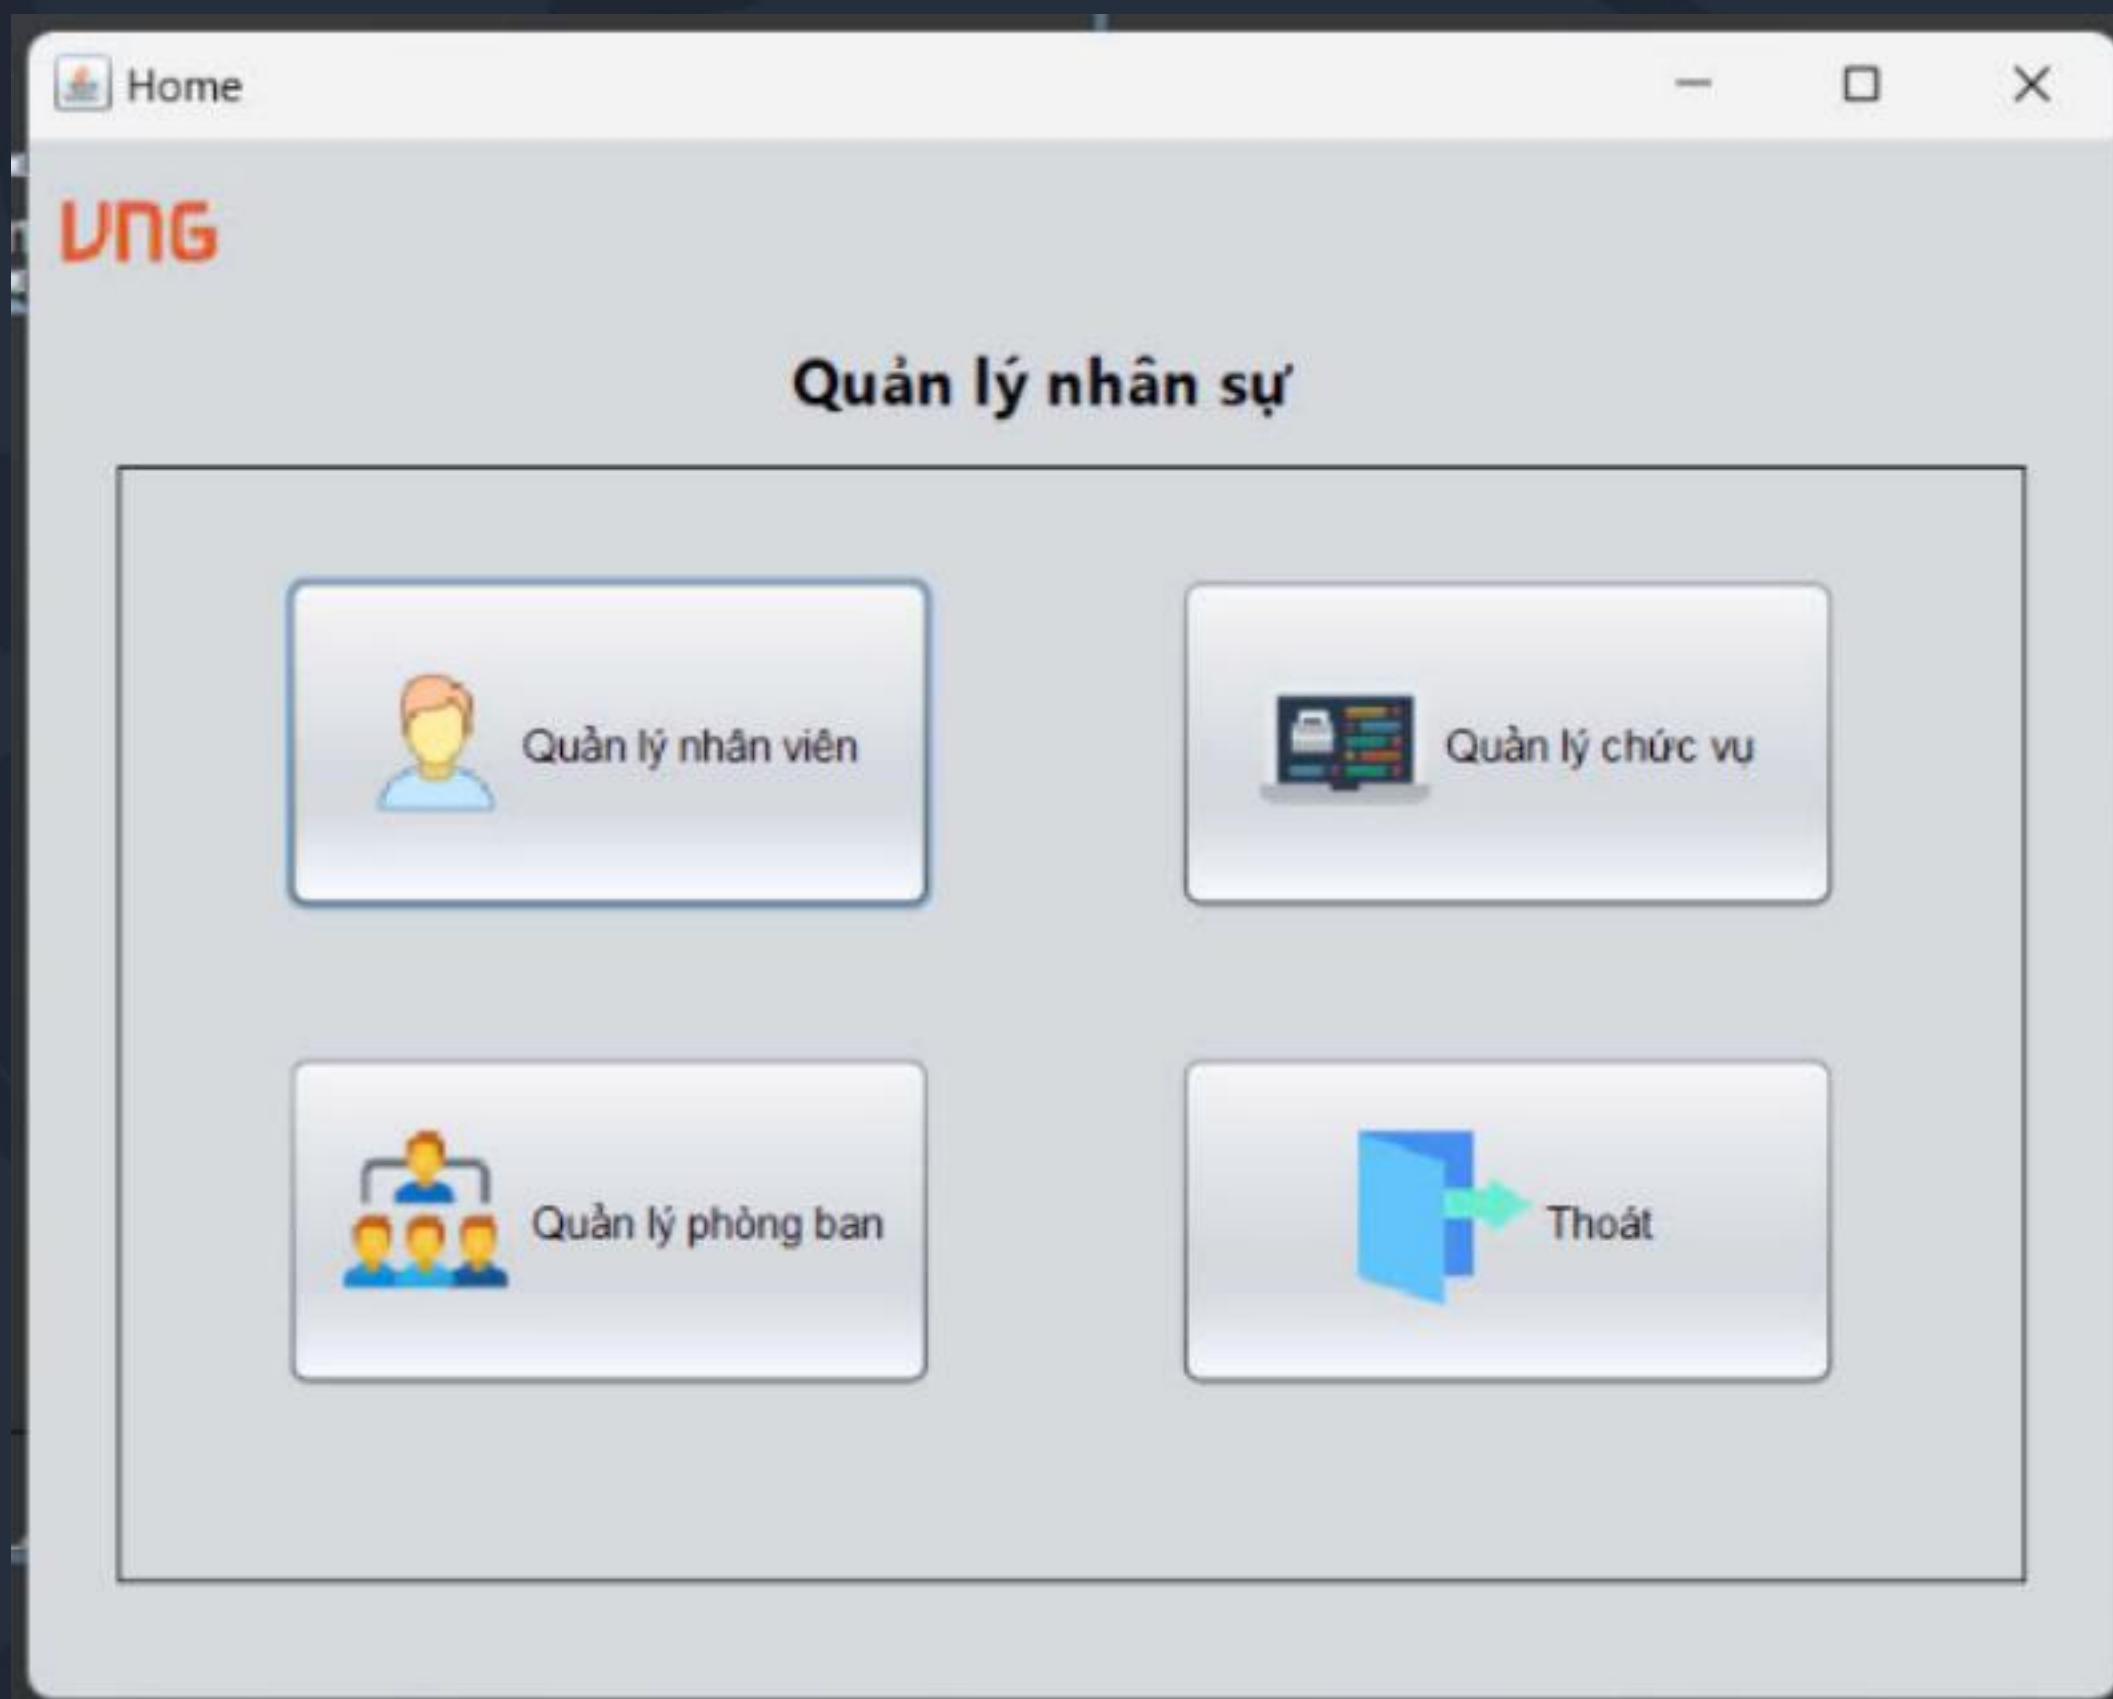 Home
VNG
Quản lý nhân sự
Quản lý nhân viên
Quản lý chức vụ
Quản lý phòng ban
Thoát